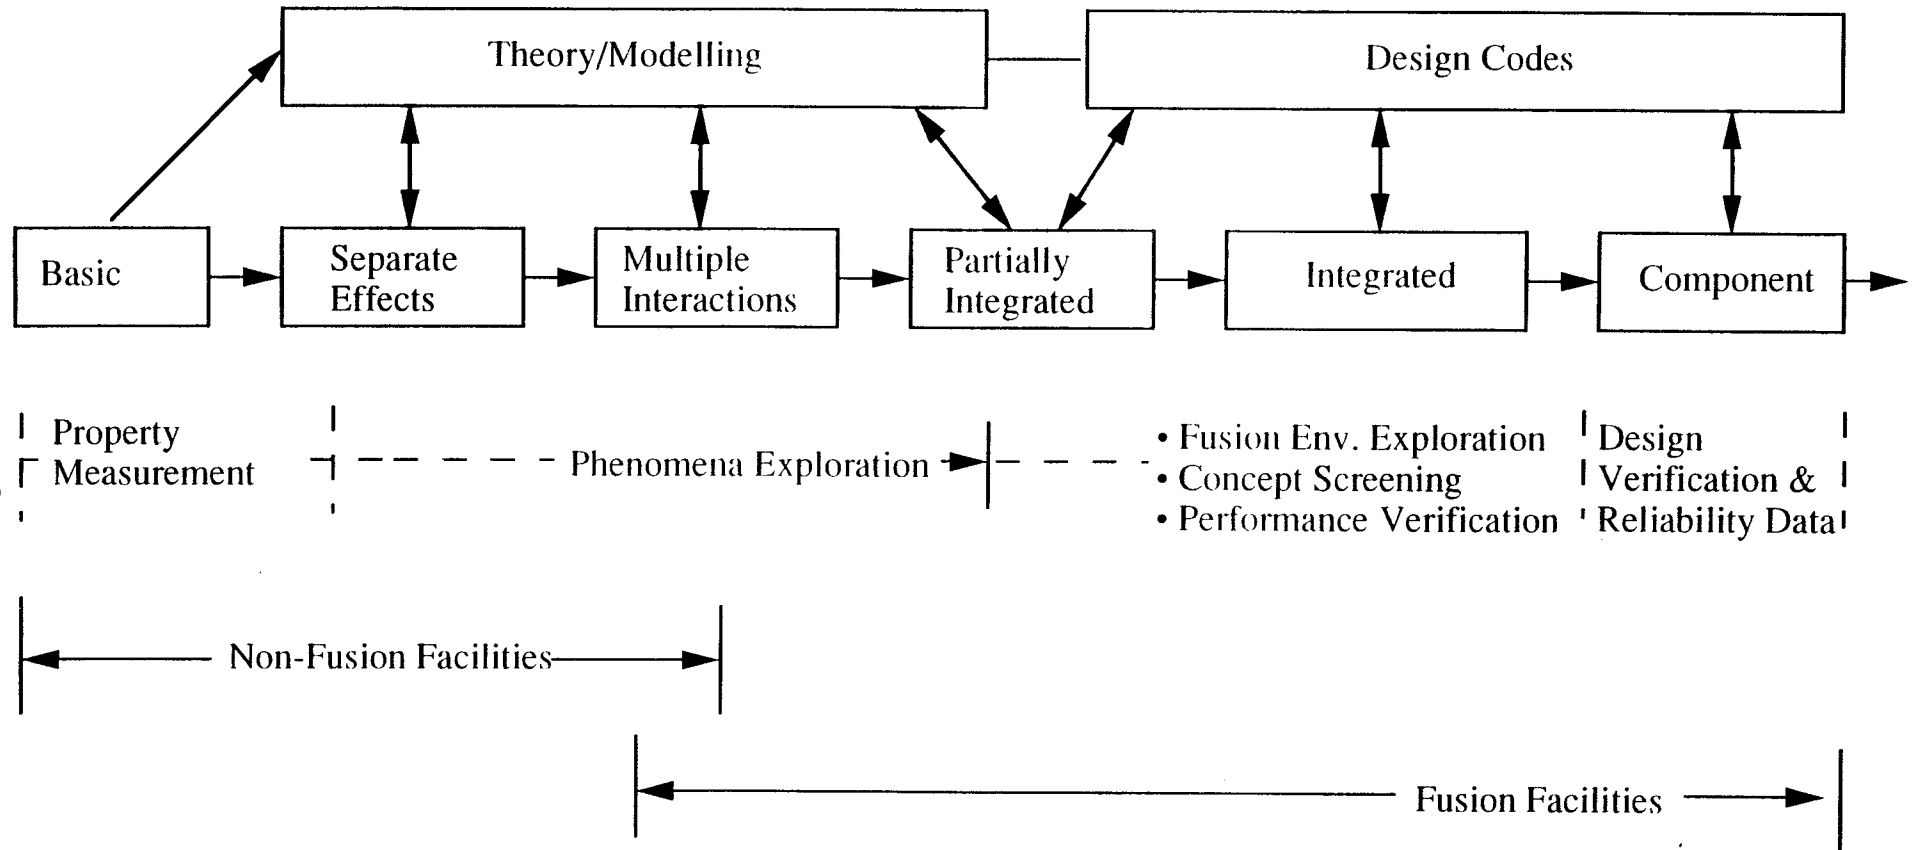 Theory/Modelling
Design Codes
Basic
Separate
Effects
Multiple
Interactions
Partially
Integrated
Integrated
Component
Property
Measurement
Phenomena Exploration
• Fusion Env. Exploration
• Concept Screening
• Performance Verification
Design
Verification &
Reliability Data
Non-Fusion Facilities
Fusion Facilities